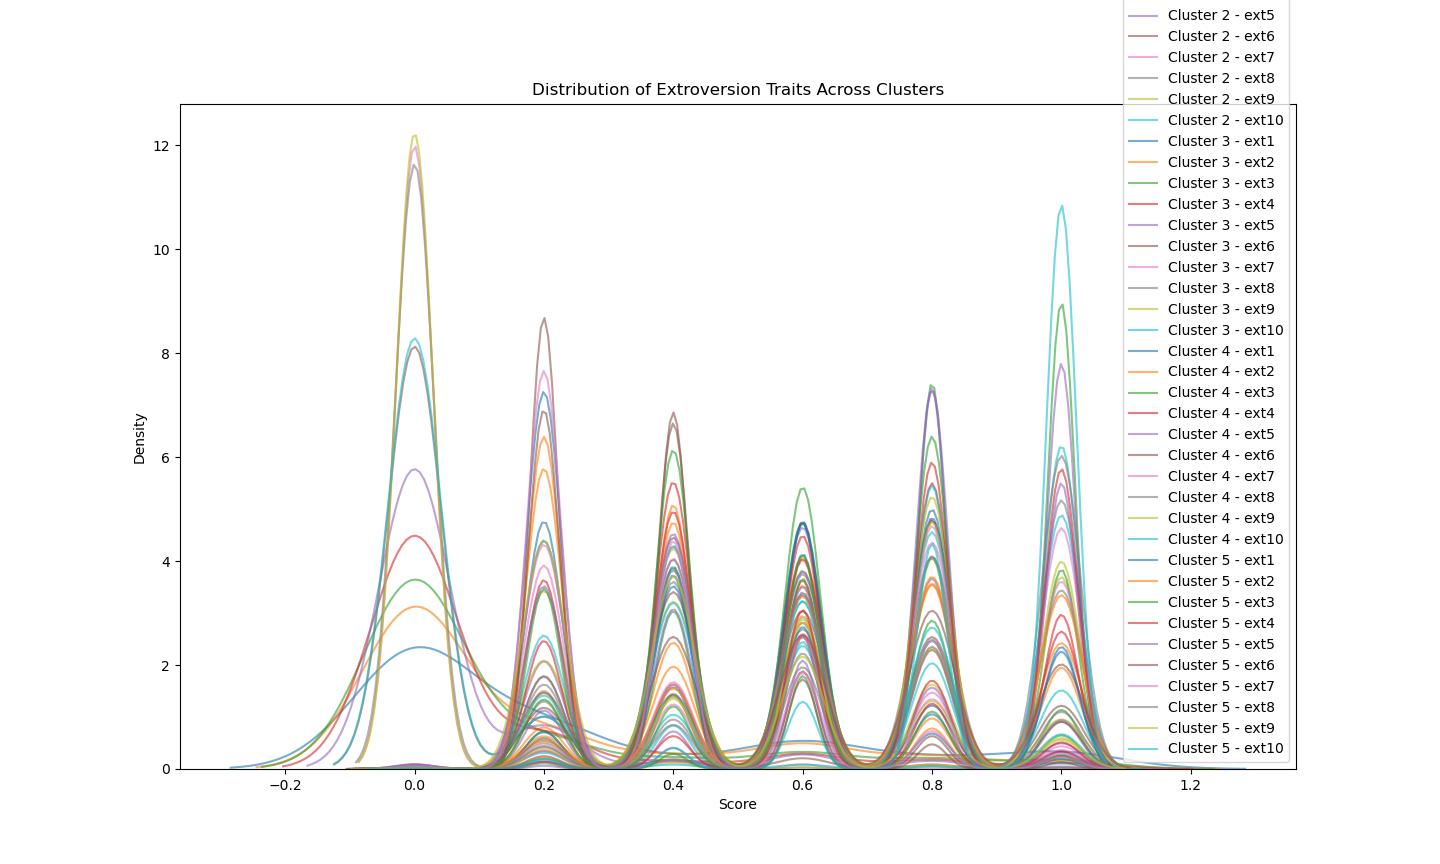 Cluster 2 - ext5
Cluster 2 - ext6
Cluster 2 - ext7
Cluster 2 - ext8
Distribution of Extroversion Traits Across Clusters
Cluster 2 - ext9
Cluster 2 - ext10
Cluster 3 - ext1
Cluster 3 - ext2
Cluster 3 - ext3
Cluster 3 - ext4
Cluster 3 - ext5
Cluster 3 - ext6
Cluster 3 - ext7
Cluster 3 - ext8
Cluster 3 - ext9
Cluster 3 - ext10
Cluster 4 - ext1
Cluster 4 - ext2
Cluster 4 - ext3
Cluster 4 - ext4
Cluster 4 - ext5
Cluster 4 - ext6
Cluster 4 - ext7
Cluster 4 - ext8
Cluster 4 - ext9
Cluster 4 - ext10
Cluster 5 - ext1
Cluster 5 - ext2
Cluster 5 - ext3
Cluster 5 - ext4
Cluster 5 - ext5
Cluster 5 - ext6
Cluster 5 - ext7
Cluster 5 - ext8
Cluster 5 - ext9
Cluster 5 - ext10
12
10
8
6
4
2
0
Density
−0.2 0.0 0.2 0.4 0.6 0.8 1.0 1.2
Score